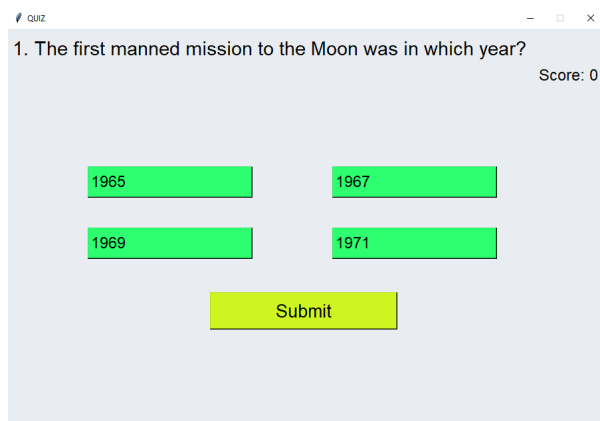 QUIZ
1. The first manned mission to the Moon was in which year?
Score: 0
1965
1967
1969
1971
Submit